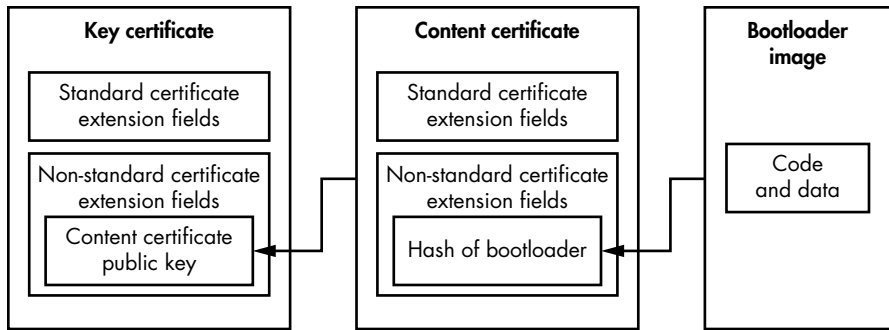 Key certificate
Standard certificate
extension fields
Non-standard certificate
extension fields
Content certificate
public key
Content certificate
Standard certificate
extension fields
Non-standard certificate
extension fields
Hash of bootloader
Bootloader
image
Code
and data